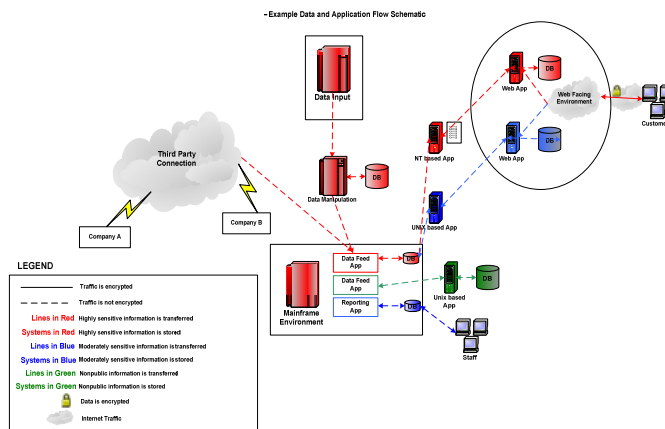 – Example Data and Application Flow Schematic
Data Input
Third Party
Connection
Company A
Company B
Data Manipulation
DB
NT based App
UNIX based App
Web App
DB
Web App
DB
Web Facing
Environment
Customer
Mainframe
Environment
Data Feed
App
DB
Data Feed
App
Reporting
App
DB
Unix based
App
DB
Staff
LEGEND
Traffic is encrypted
Traffic is not encrypted
Lines in Red Highly sensitive information is transferred
Systems in Red Highly sensitive information is stored
Lines in Blue Moderately sensitive information is transferred
Systems in Blue Moderately sensitive information is stored
Lines in Green Nonpublic information is transferred
Systems in Green Nonpublic information is stored
Data is encrypted
Internet Traffic